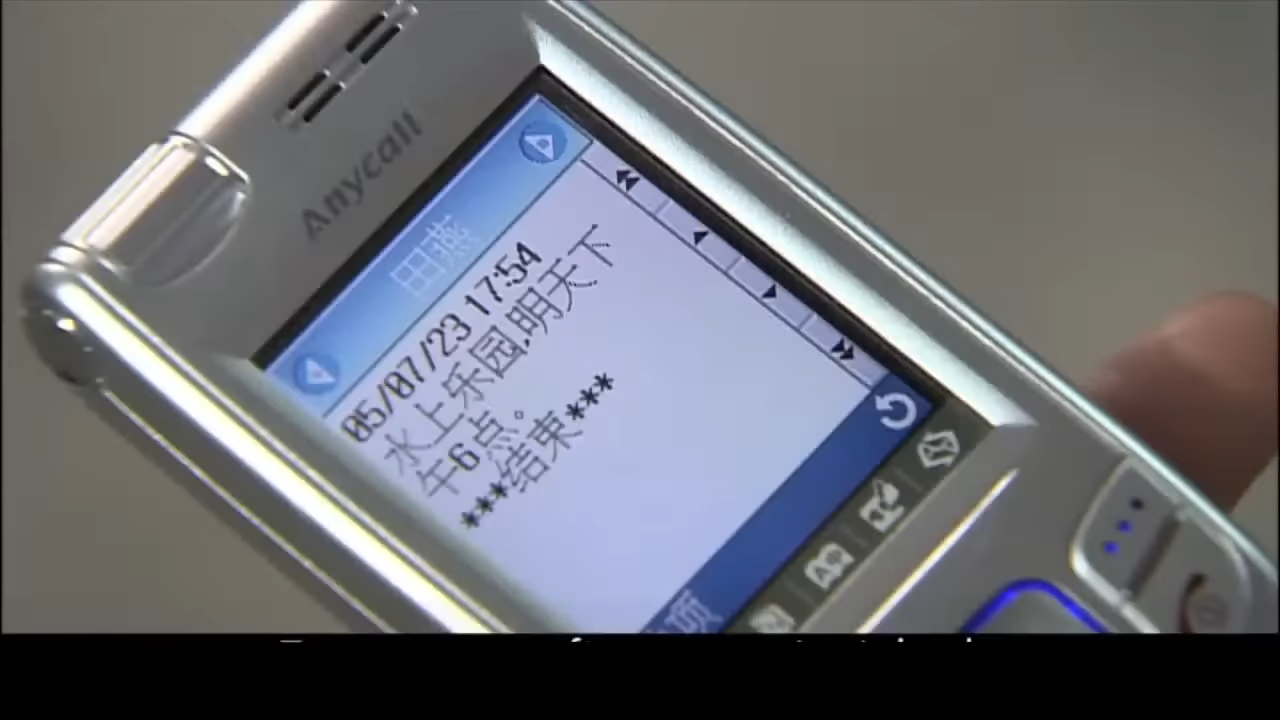 Anycall
田燕
05/07/23 17:54
水上乐园,明天下
午6点。
***结束***
项